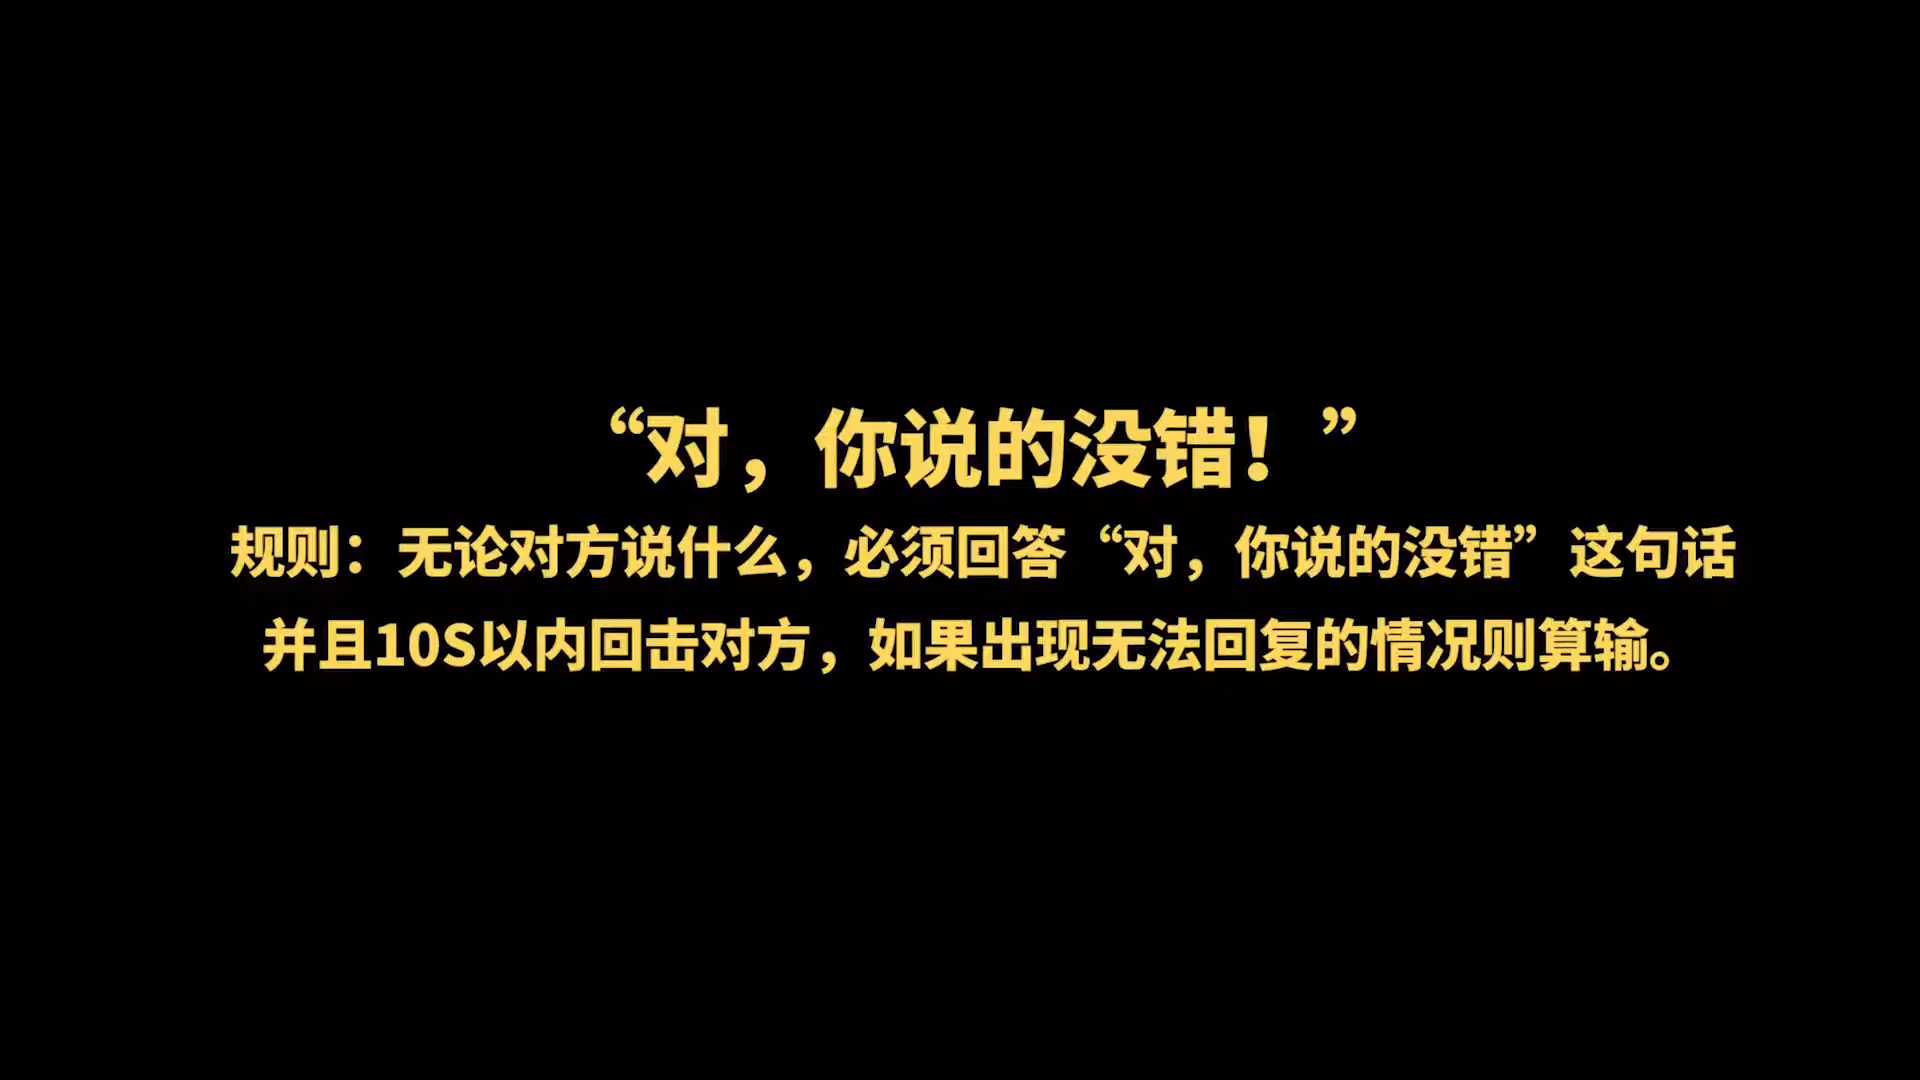 “对，你说的没错！”
规则：无论对方说什么，必须回答“对，你说的没错”这句话
并且10S以内回击对方，如果出现无法回复的情况则算输。